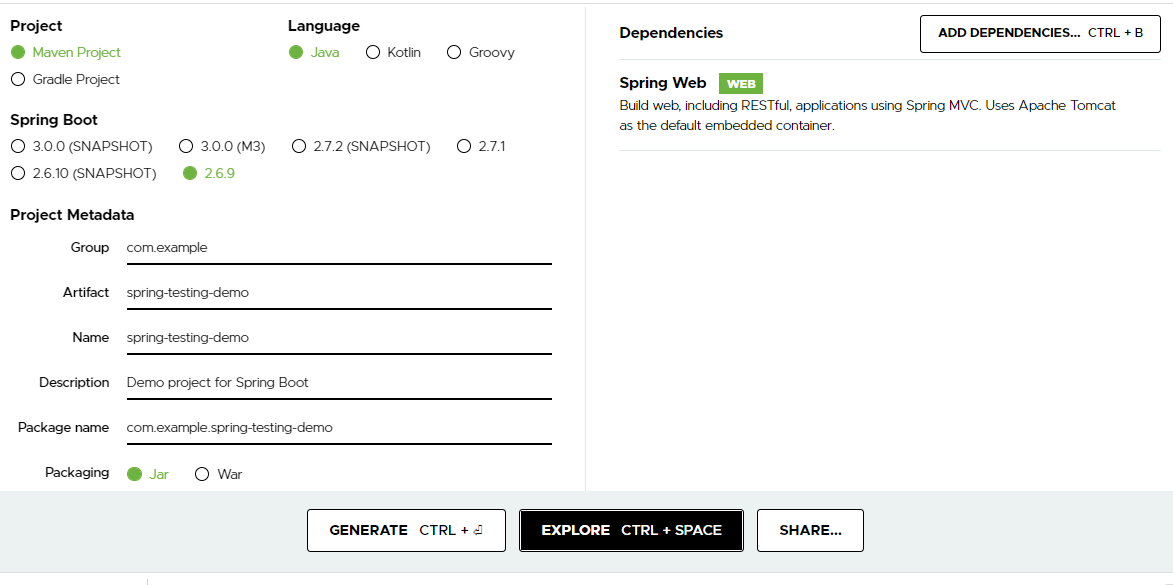 Project
Maven Project
Gradle Project
Language
Java Kotlin Groovy
Spring Boot
3.0.0 (SNAPSHOT) 3.0.0 (M3) 2.7.2 (SNAPSHOT) 2.7.1
2.6.10 (SNAPSHOT) 2.6.9
Project Metadata
Group com.example
Artifact spring-testing-demo
Name spring-testing-demo
Description Demo project for Spring Boot
Package name com.example.spring-testing-demo
Packaging Jar War
Dependencies ADD DEPENDENCIES... CTRL + B
Spring Web WEB
Build web, including RESTful, applications using Spring MVC. Uses Apache Tomcat
as the default embedded container.
GENERATE CTRL + ⏎ EXPLORE CTRL + SPACE SHARE...